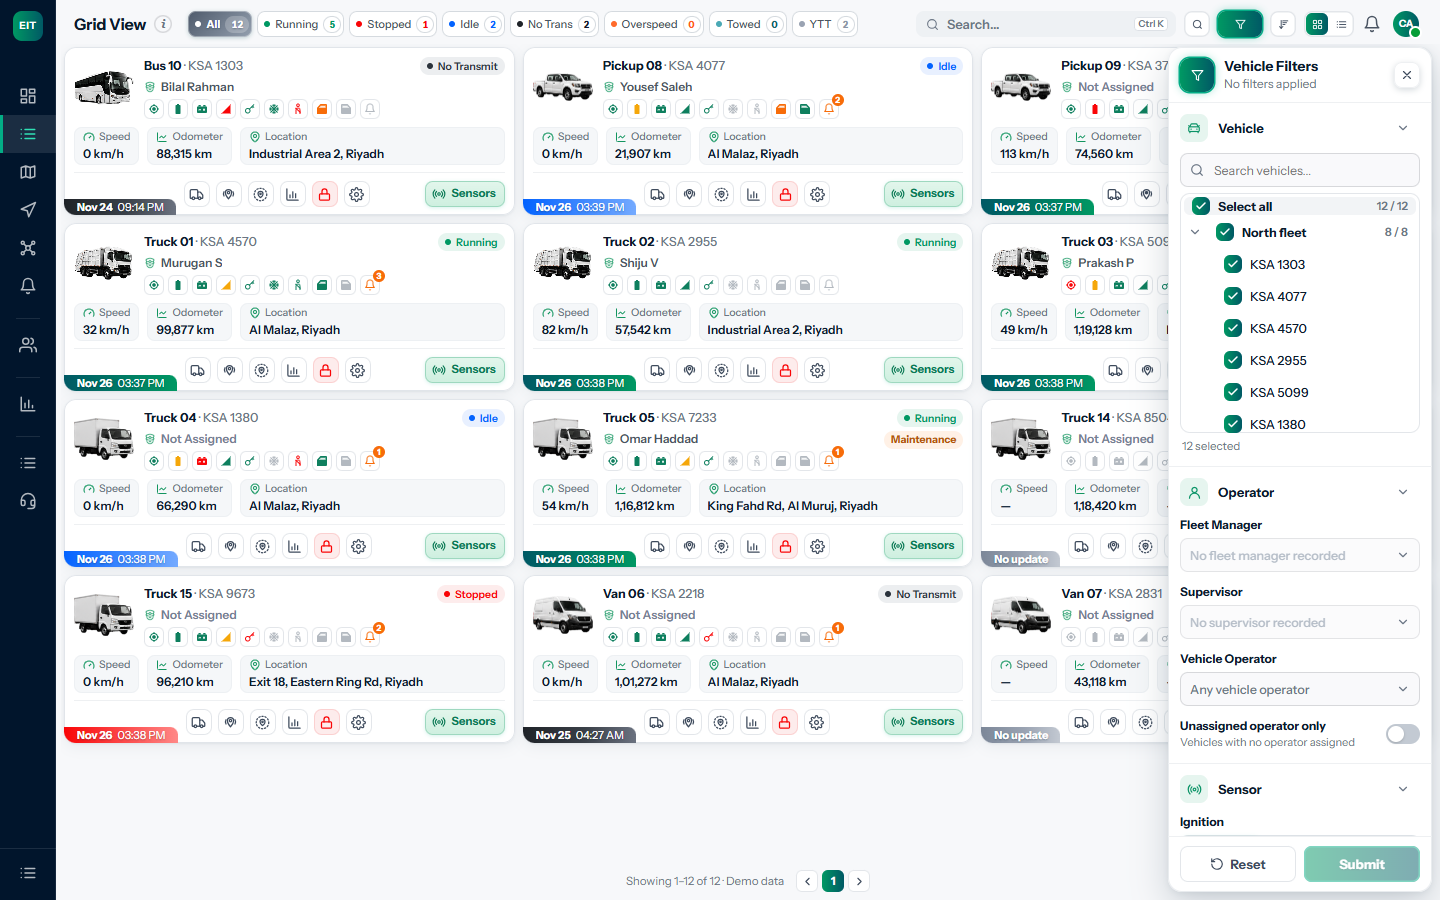 EIT
Grid View
All 12
Running 5
Stopped 1
Idle 2
No Trans 2
Overspeed 0
Towed 0
YTT 2
Search...
Ctrl K
CA
Bus 10 · KSA 1303
No Transmit
Bilal Rahman
Speed
0 km/h
Odometer
88,315 km
Location
Industrial Area 2, Riyadh
Nov 24 09:14 PM
Sensors
Pickup 08 · KSA 4077
Idle
Yousef Saleh
2
Speed
0 km/h
Odometer
21,907 km
Location
Al Malaz, Riyadh
Nov 26 03:39 PM
Sensors
Pickup 09 · KSA 37
Not Assigned
Speed
113 km/h
Odometer
74,560 km
Nov 26 03:37 PM
Truck 01 · KSA 4570
Running
Murugan S
3
Speed
32 km/h
Odometer
99,877 km
Location
Al Malaz, Riyadh
Nov 26 03:37 PM
Sensors
Truck 02 · KSA 2955
Running
Shiju V
Speed
82 km/h
Odometer
57,542 km
Location
Industrial Area 2, Riyadh
Nov 26 03:38 PM
Sensors
Truck 03 · KSA 509
Prakash P
Speed
49 km/h
Odometer
1,19,128 km
Nov 26 03:38 PM
Truck 04 · KSA 1380
Idle
Not Assigned
1
Speed
0 km/h
Odometer
66,290 km
Location
Al Malaz, Riyadh
Nov 26 03:38 PM
Sensors
Truck 05 · KSA 7233
Running
Omar Haddad
Maintenance
1
Speed
54 km/h
Odometer
1,16,812 km
Location
King Fahd Rd, Al Muruj, Riyadh
Nov 26 03:38 PM
Sensors
Truck 14 · KSA 850
Not Assigned
Speed
—
Odometer
1,18,420 km
No update
Truck 15 · KSA 9673
Stopped
Not Assigned
2
Speed
0 km/h
Odometer
96,210 km
Location
Exit 18, Eastern Ring Rd, Riyadh
Nov 26 03:38 PM
Sensors
Van 06 · KSA 2218
No Transmit
Not Assigned
1
Speed
0 km/h
Odometer
1,01,272 km
Location
Al Malaz, Riyadh
Nov 25 04:27 AM
Sensors
Van 07 · KSA 2831
Not Assigned
Speed
—
Odometer
43,118 km
No update
Showing 1–12 of 12 · Demo data
1
Vehicle Filters
No filters applied
Vehicle
Search vehicles...
Select all 12 / 12
North fleet 8 / 8
KSA 1303
KSA 4077
KSA 4570
KSA 2955
KSA 5099
KSA 1380
12 selected
Operator
Fleet Manager
No fleet manager recorded
Supervisor
No supervisor recorded
Vehicle Operator
Any vehicle operator
Unassigned operator only
Vehicles with no operator assigned
Sensor
Ignition
Reset
Submit